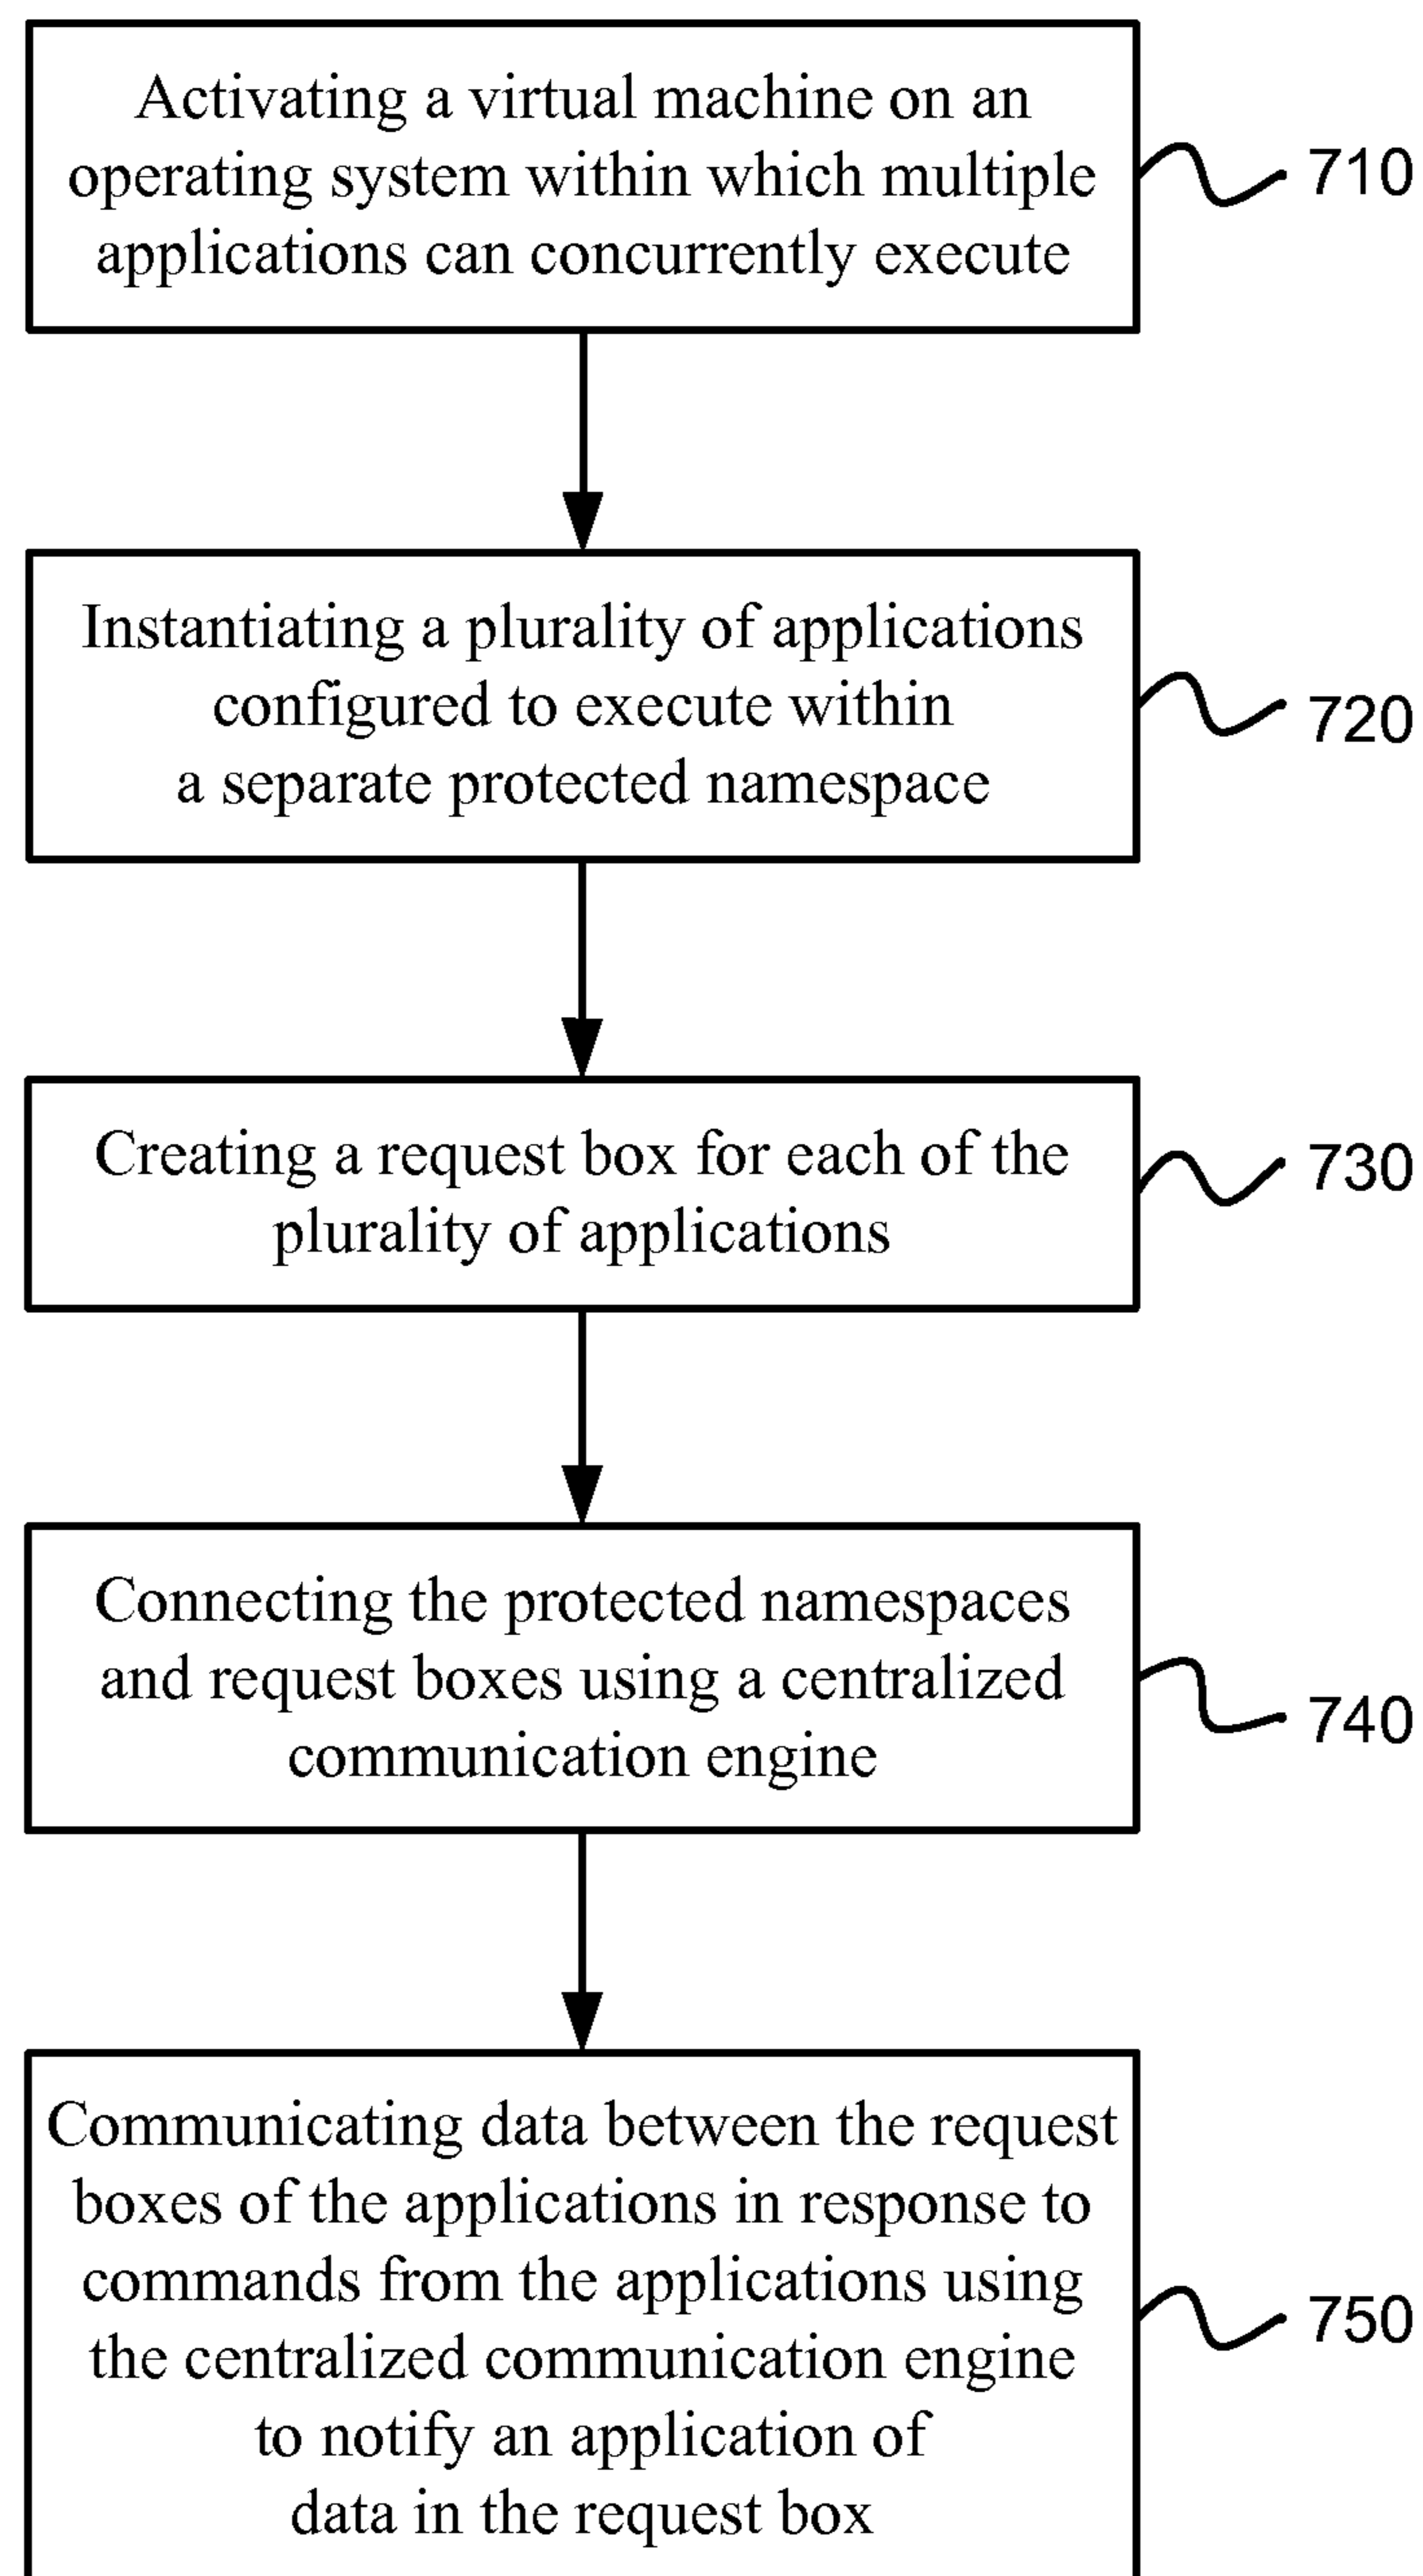 Activating a virtual machine on an
operating system within which multiple
applications can concurrently execute
710
Instantiating a plurality of applications
configured to execute within
a separate protected namespace
720
Creating a request box for each of the
plurality of applications
730
Connecting the protected namespaces
and request boxes using a centralized
communication engine
740
Communicating data between the request
boxes of the applications in response to
commands from the applications using
the centralized communication engine
to notify an application of
data in the request box
750